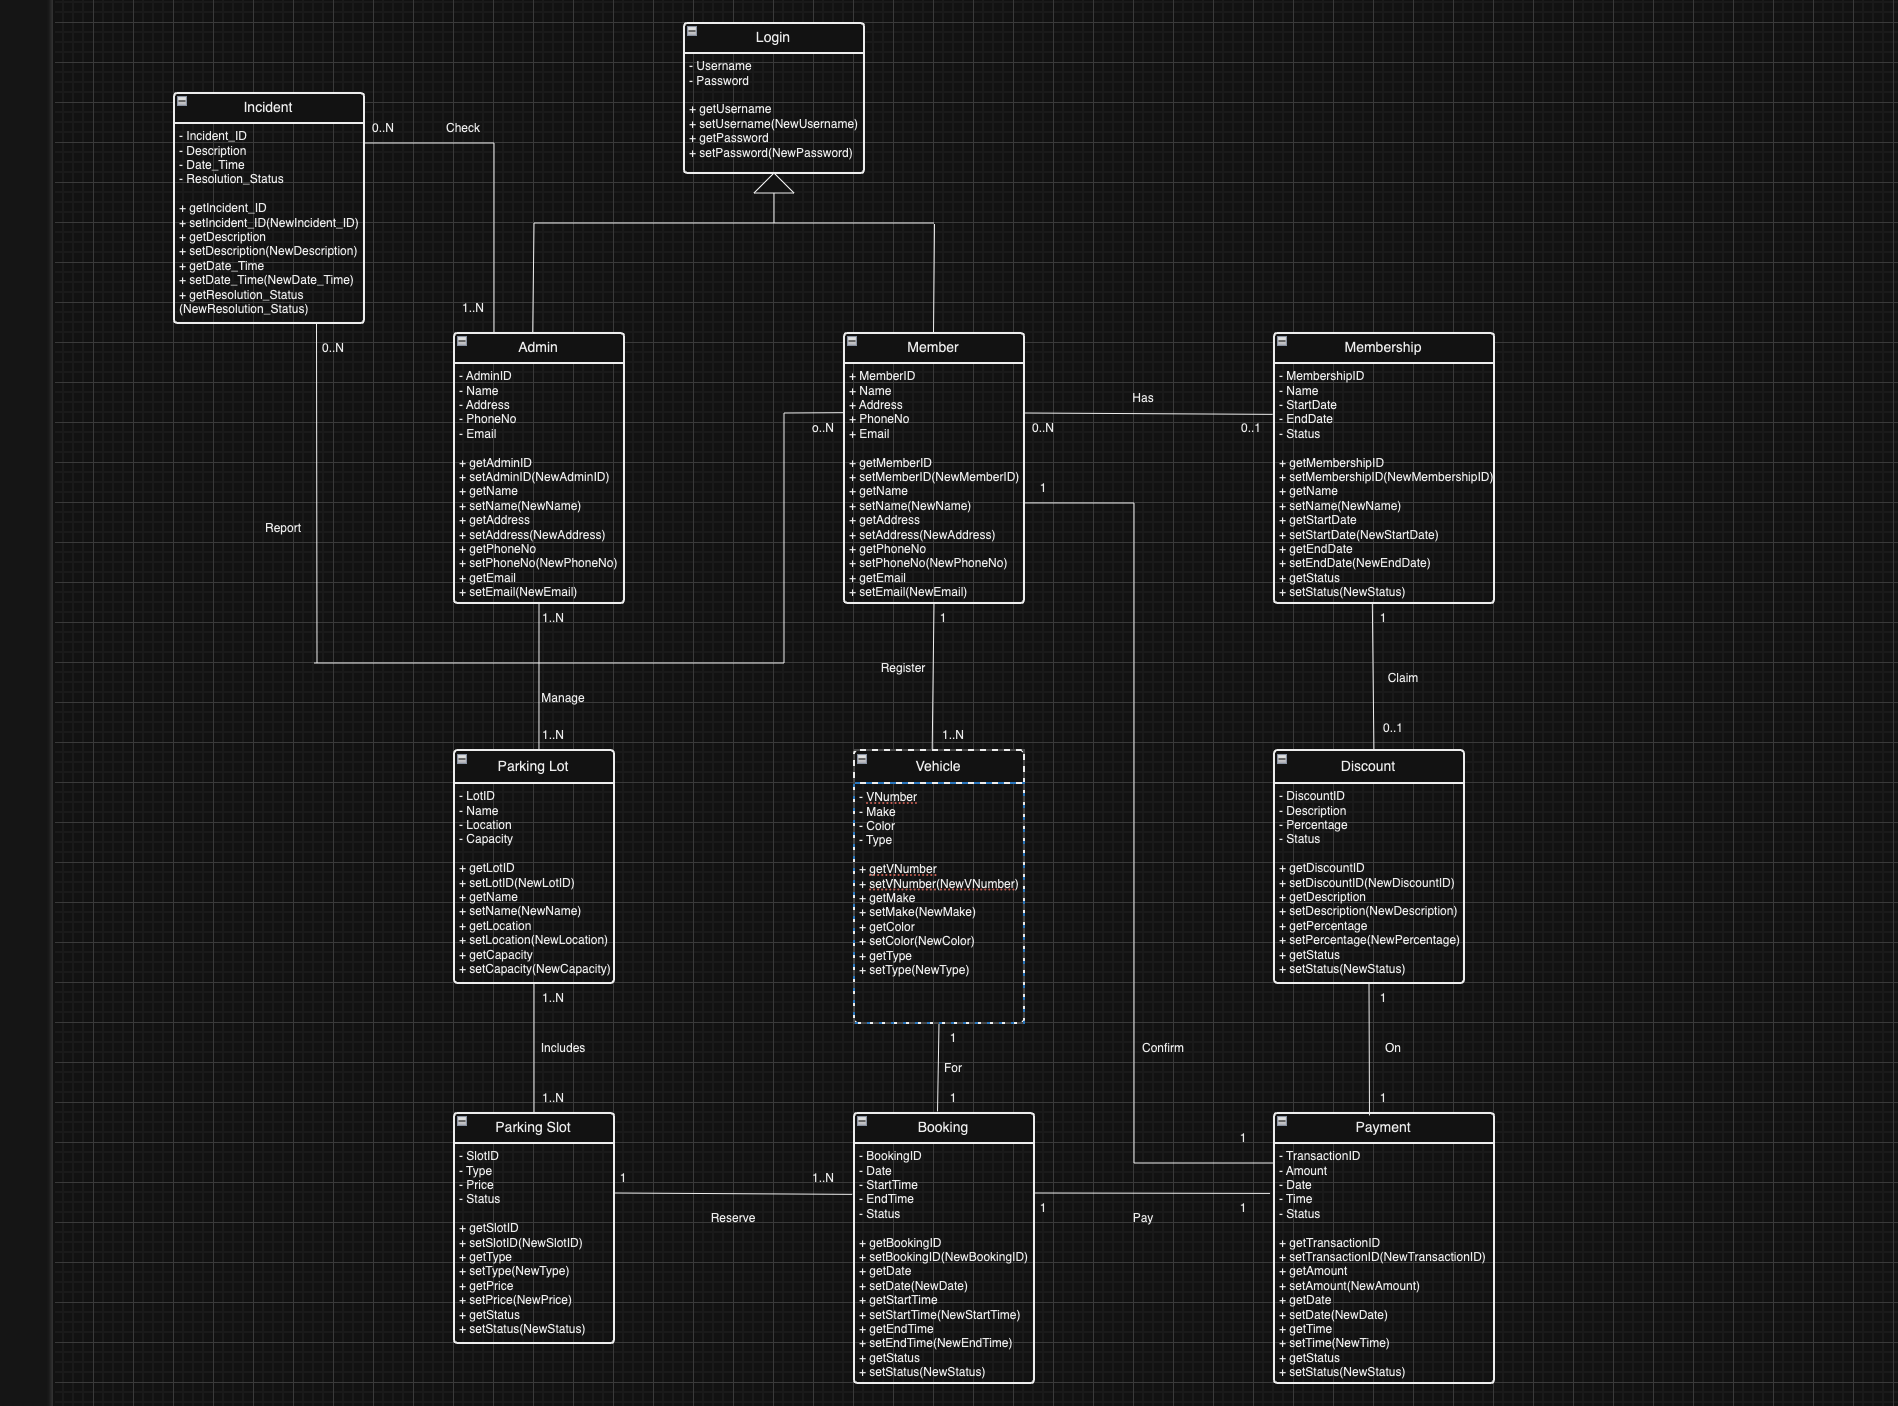 Login
- Username
- Password
+ getUsername
+ setUsername(NewUsername)
+ getPassword
+ setPassword(NewPassword)
Incident
- Incident_ID
- Description
- Date_Time
- Resolution_Status
+ getIncident_ID
+ setIncident_ID(NewIncident_ID)
+ getDescription
+ setDescription(NewDescription)
+ getDate_Time
+ setDate_Time(NewDate_Time)
+ getResolution_Status
(NewResolution_Status)
0..N
Check
1..N
0..N
Report
Admin
- AdminID
- Name
- Address
- PhoneNo
- Email
+ getAdminID
+ setAdminID(NewAdminID)
+ getName
+ setName(NewName)
+ getAddress
+ setAddress(NewAddress)
+ getPhoneNo
+ setPhoneNo(NewPhoneNo)
+ getEmail
+ setEmail(NewEmail)
o..N
Member
+ MemberID
+ Name
+ Address
+ PhoneNo
+ Email
+ getMemberID
+ setMemberID(NewMemberID)
+ getName
+ setName(NewName)
+ getAddress
+ setAddress(NewAddress)
+ getPhoneNo
+ setPhoneNo(NewPhoneNo)
+ getEmail
+ setEmail(NewEmail)
Has
0..N
0..1
1
Membership
- MembershipID
- Name
- StartDate
- EndDate
- Status
+ getMembershipID
+ setMembershipID(NewMembershipID)
+ getName
+ setName(NewName)
+ getStartDate
+ setStartDate(NewStartDate)
+ getEndDate
+ setEndDate(NewEndDate)
+ getStatus
+ setStatus(NewStatus)
1..N
Manage
1..N
1
Register
1..N
1
Claim
0..1
Parking Lot
- LotID
- Name
- Location
- Capacity
+ getLotID
+ setLotID(NewLotID)
+ getName
+ setName(NewName)
+ getLocation
+ setLocation(NewLocation)
+ getCapacity
+ setCapacity(NewCapacity)
Vehicle
- VNumber
- Make
- Color
- Type
+ getVNumber
+ setVNumber(NewVNumber)
+ getMake
+ setMake(NewMake)
+ getColor
+ setColor(NewColor)
+ getType
+ setType(NewType)
Discount
- DiscountID
- Description
- Percentage
- Status
+ getDiscountID
+ setDiscountID(NewDiscountID)
+ getDescription
+ setDescription(NewDescription)
+ getPercentage
+ setPercentage(NewPercentage)
+ getStatus
+ setStatus(NewStatus)
1..N
Includes
1..N
1
For
1
Confirm
1
1
On
1
Parking Slot
- SlotID
- Type
- Price
- Status
+ getSlotID
+ setSlotID(NewSlotID)
+ getType
+ setType(NewType)
+ getPrice
+ setPrice(NewPrice)
+ getStatus
+ setStatus(NewStatus)
1
1..N
Reserve
Booking
- BookingID
- Date
- StartTime
- EndTime
- Status
+ getBookingID
+ setBookingID(NewBookingID)
+ getDate
+ setDate(NewDate)
+ getStartTime
+ setStartTime(NewStartTime)
+ getEndTime
+ setEndTime(NewEndTime)
+ getStatus
+ setStatus(NewStatus)
1
Pay
1
Payment
- TransactionID
- Amount
- Date
- Time
- Status
+ getTransactionID
+ setTransactionID(NewTransactionID)
+ getAmount
+ setAmount(NewAmount)
+ getDate
+ setDate(NewDate)
+ getTime
+ setTime(NewTime)
+ getStatus
+ setStatus(NewStatus)